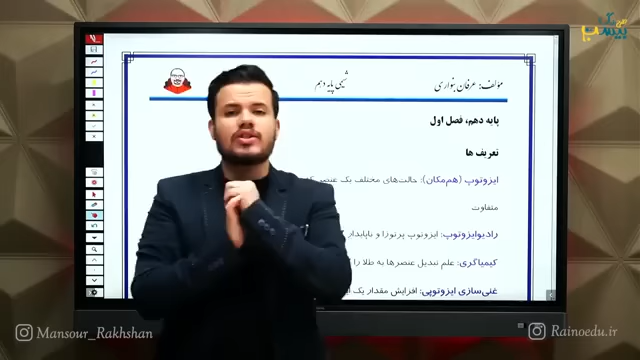 مؤلف: عرفان بنواری
شیمی پایه دهم
پایه دهم، فصل اول
تعریف ها
ایزوتوپ (هم‌مکان): حالت‌های مختلف یک عنصر که
متفاوت
رادیوایزوتوپ: ایزوتوپ پرتوزا و ناپایدار
کیمیاگری: علم تبدیل عنصرها به طلا را
غنی‌سازی ایزوتوپی: افزایش مقدار یک
Mansour_Rakhshan
Rainoedu.ir